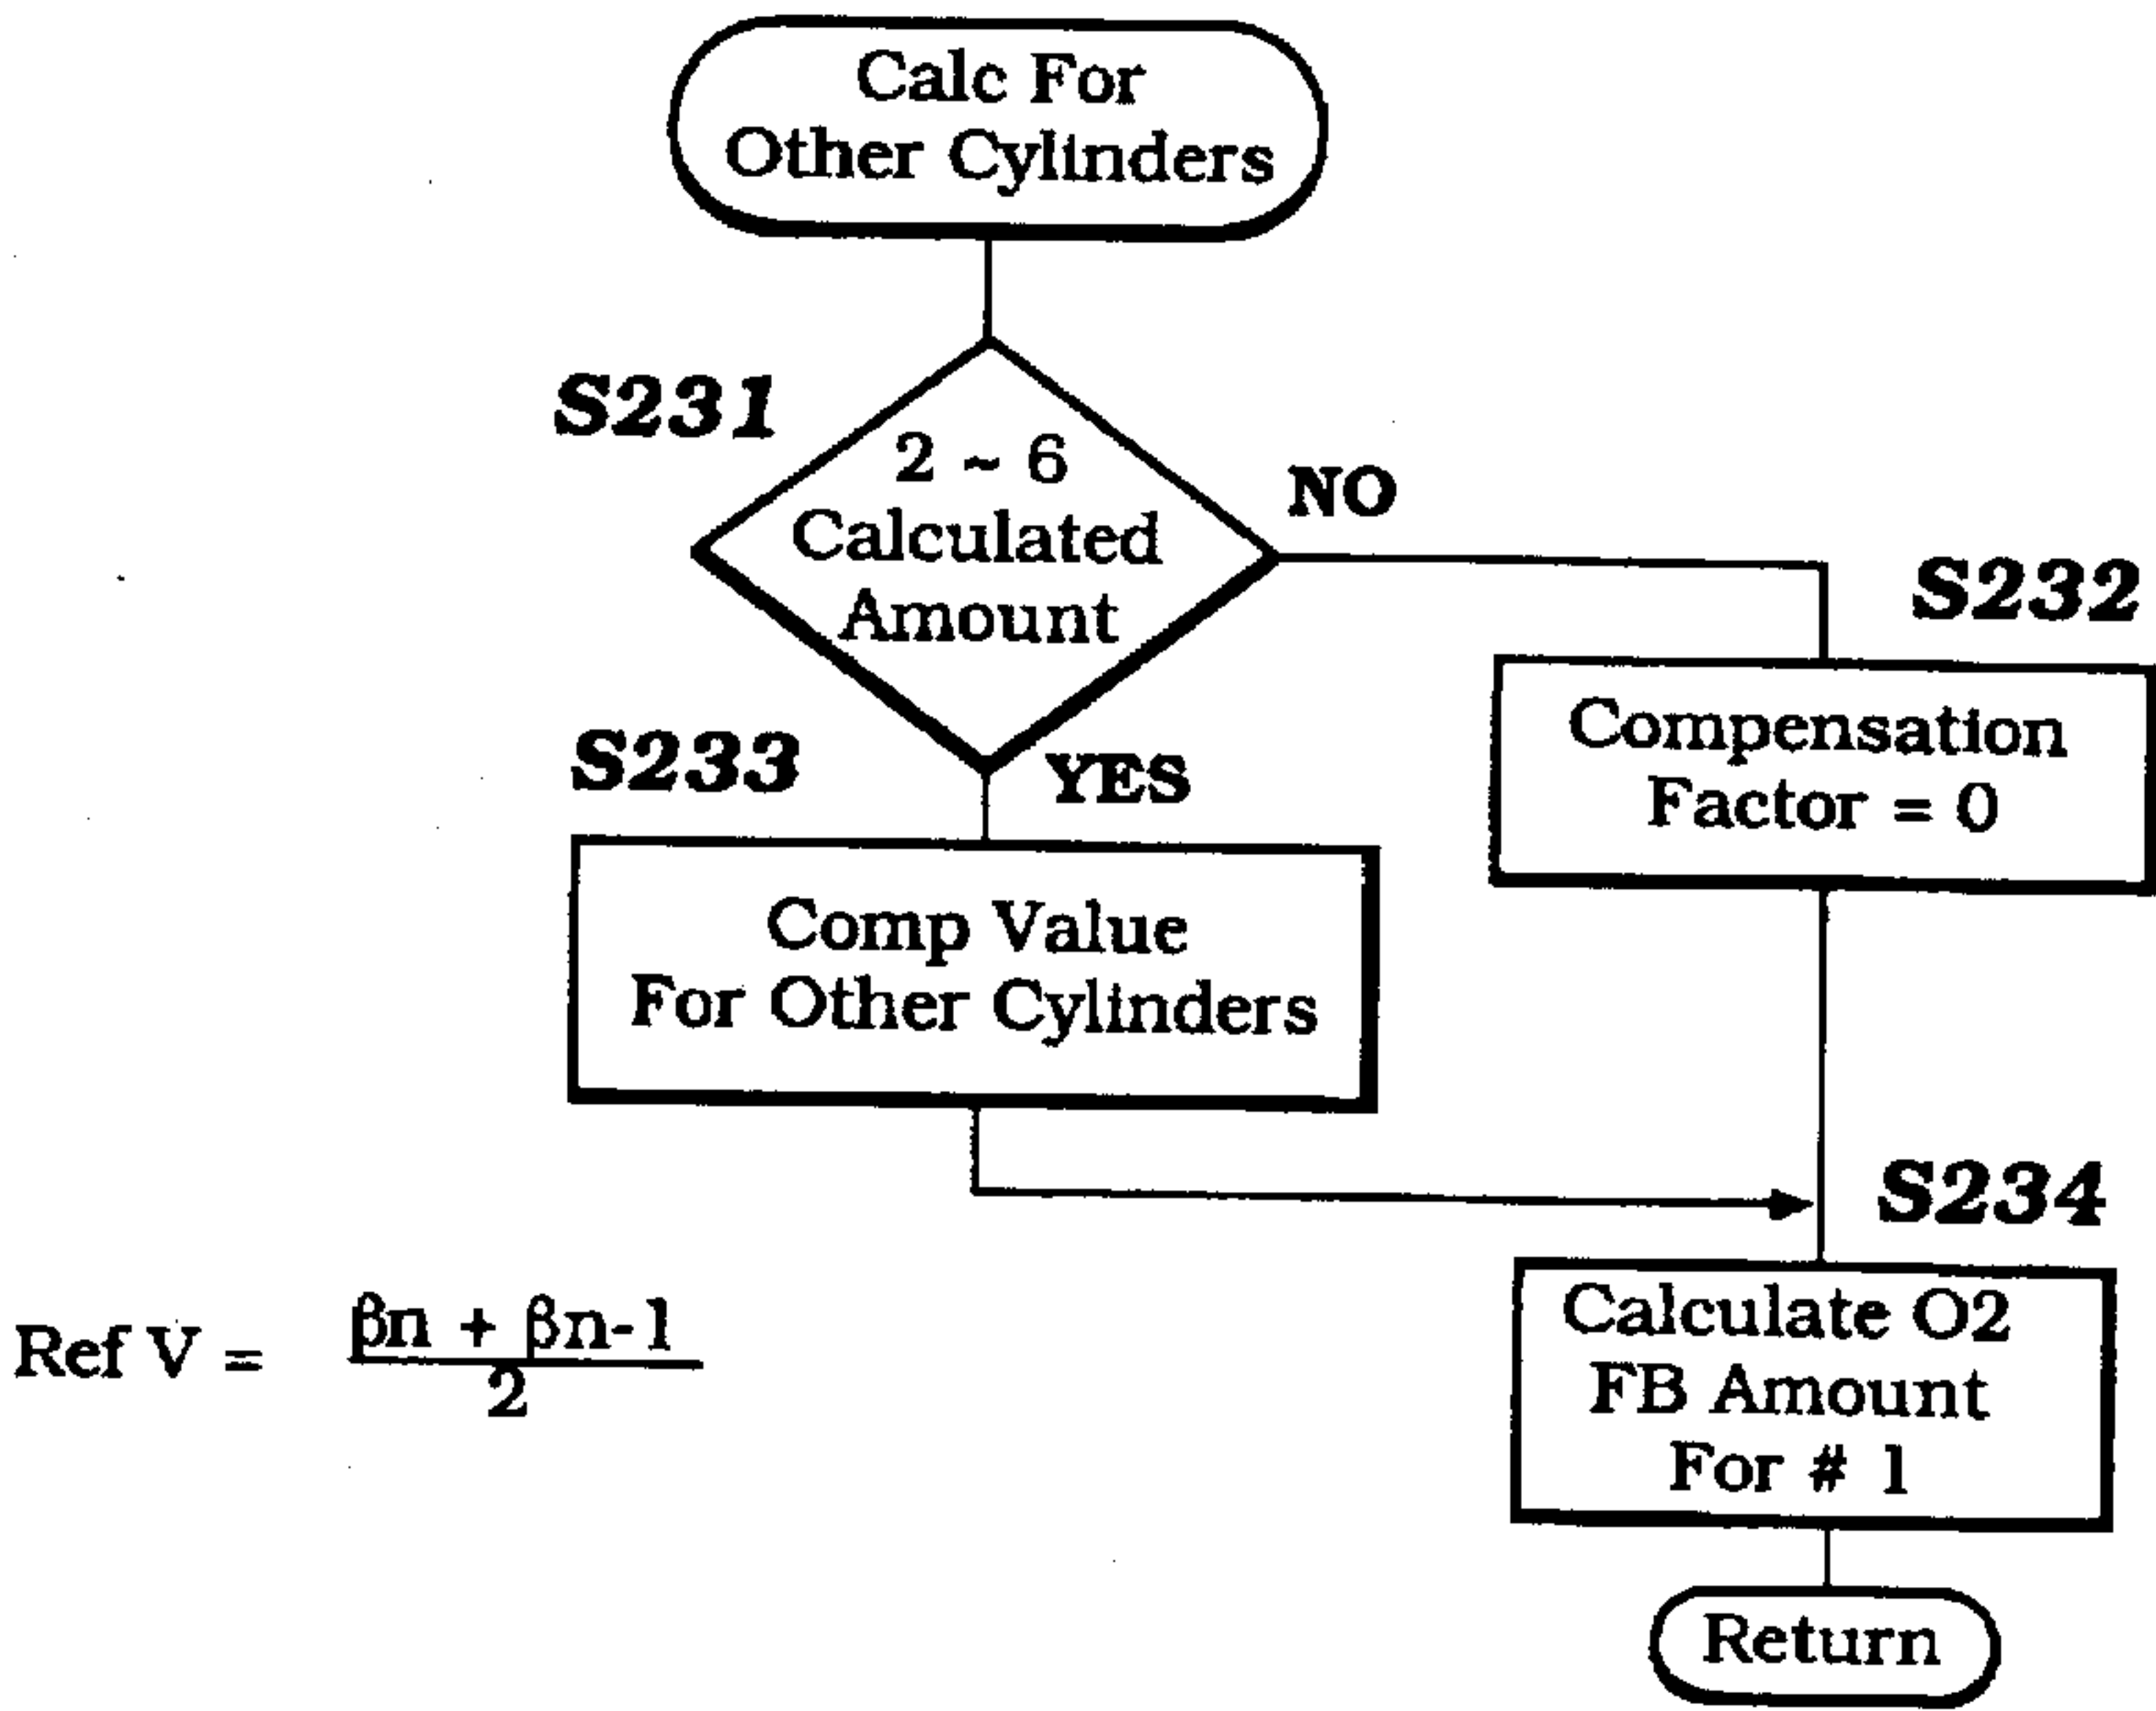 Calc For
Other Cylinders
S231
2 ~ 6
Calculated
Amount
NO
S232
Compensation
Factor = 0
S233
YES
Comp Value
For Other Cylinders
S234
Calculate O2
FB Amount
For # 1
Ref V =
βn + βn-1
2
Return